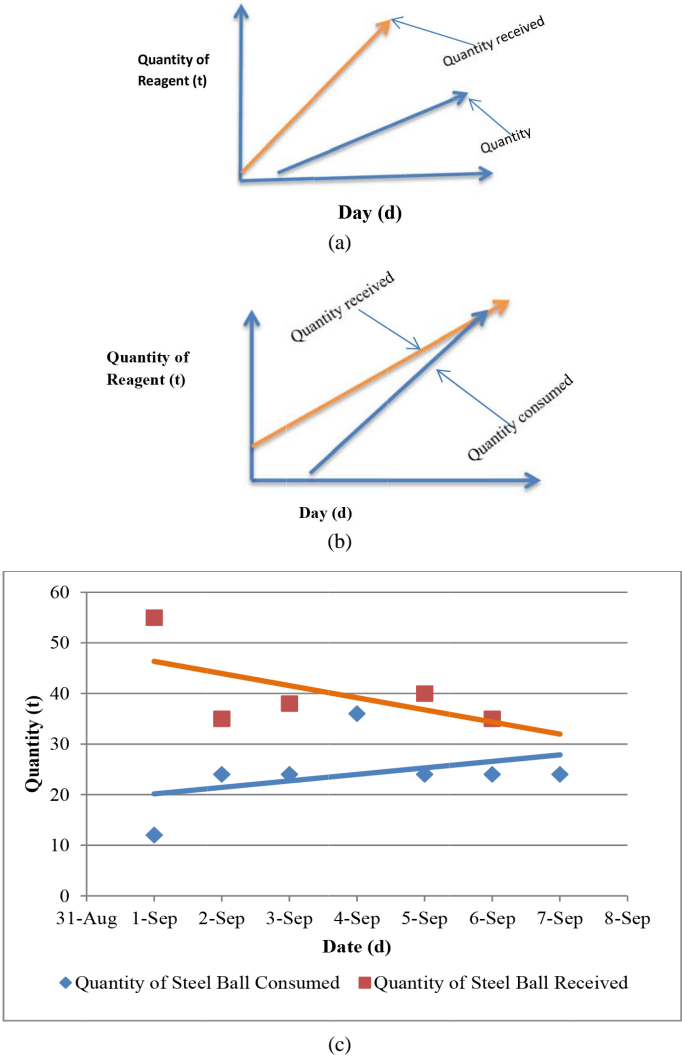 Quantity of
Reagent (t)
Quantity received
Quantity
Day (d)
(a)
Quantity of
Reagent (t)
Quantity received
Quantity consumed
Day (d)
(b)
60
50
40
30
20
10
0
Quantity (t)
31-Aug 1-Sep 2-Sep 3-Sep 4-Sep 5-Sep 6-Sep 7-Sep 8-Sep
Date (d)
Quantity of Steel Ball Consumed Quantity of Steel Ball Received
(c)